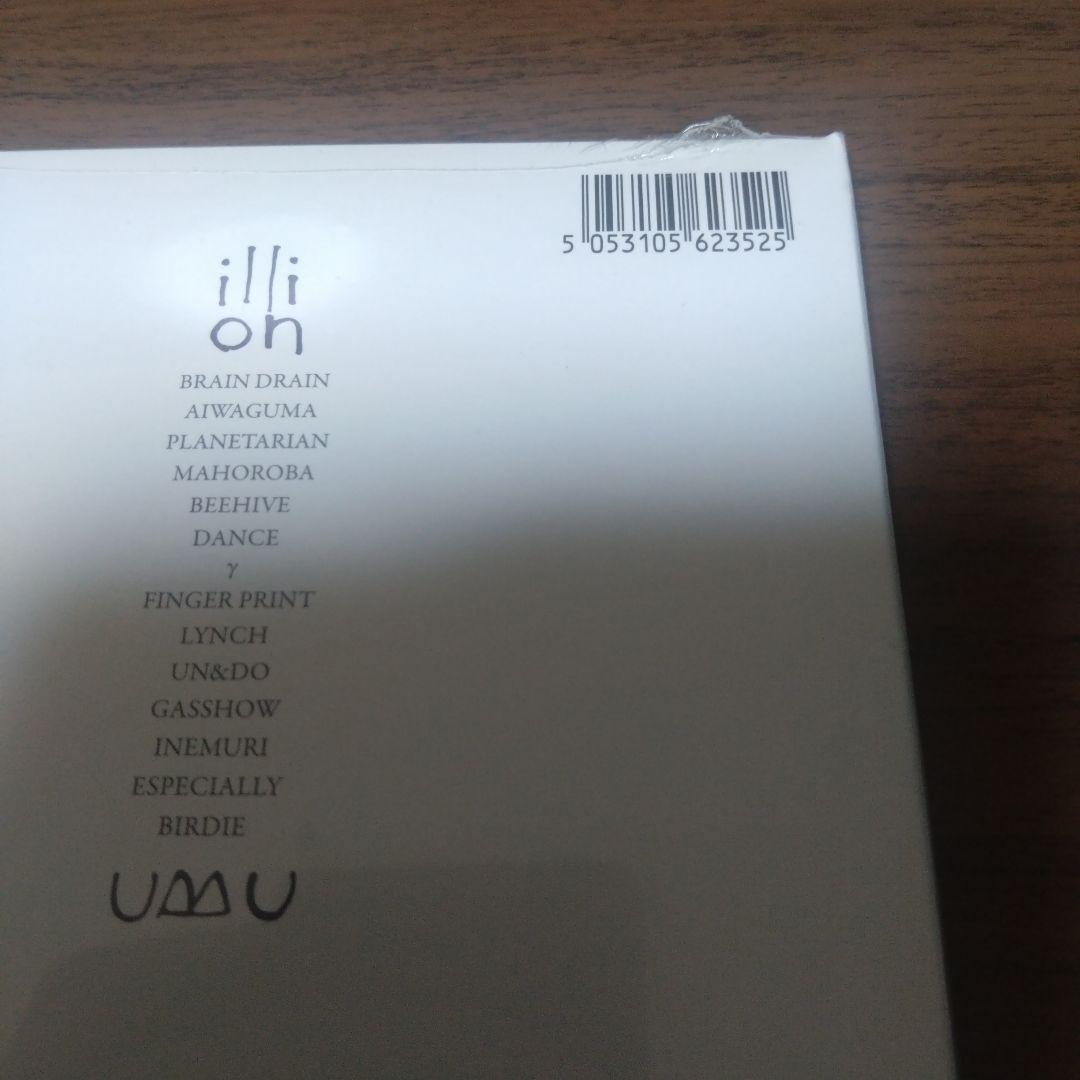 5 053105 623525
illi
on
BRAIN DRAIN
AIWAGUMA
PLANETARIAN
MAHOROBA
BEEHIVE
DANCE
γ
FINGER PRINT
LYNCH
UN&DO
GASSHOW
INEMURI
ESPECIALLY
BIRDIE
UBU